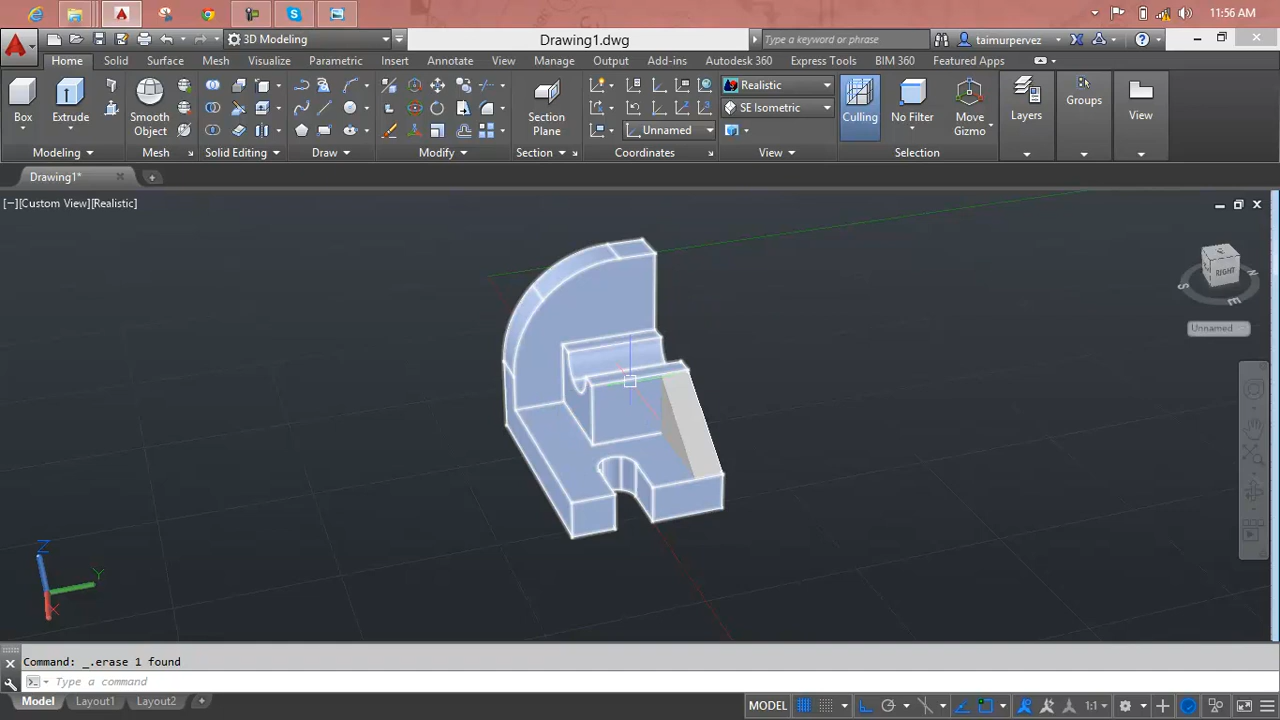 11:56 AM
3D Modeling
Drawing1.dwg
Type a keyword or phrase
taimurpervez
Home Solid Surface Mesh Visualize Parametric Insert Annotate View Manage Output Add-ins Autodesk 360 Express Tools BIM 360 Featured Apps
Box
Extrude
Smooth Object
Section Plane
Realistic
SE Isometric
Unnamed
Culling
No Filter
Move Gizmo
Layers
Groups
View
Modeling
Mesh
Solid Editing
Draw
Modify
Section
Coordinates
View
Selection
Drawing1*
[−][Custom View][Realistic]
RIGHT
S
N
E
Unnamed
Z
Y
X
Command: _.erase 1 found
Type a command
Model Layout1 Layout2
MODEL
1:1